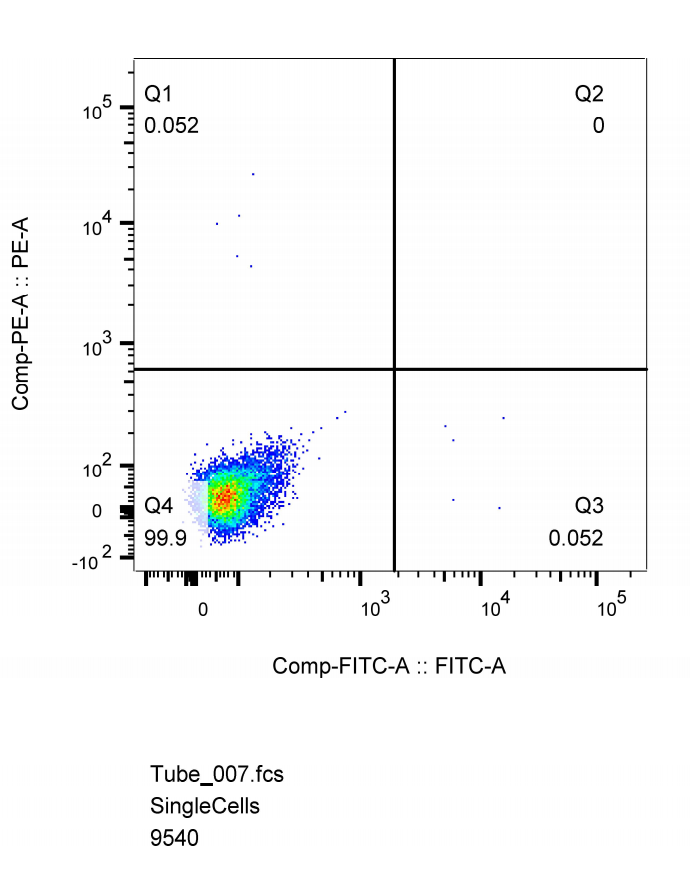 Q1
0.052
Q2
0
10^5
10^4
10^3
10^2
0
-10^2
Comp-PE-A :: PE-A
Q4
99.9
Q3
0.052
0
10^3
10^4
10^5
Comp-FITC-A :: FITC-A
Tube_007.fcs
SingleCells
9540